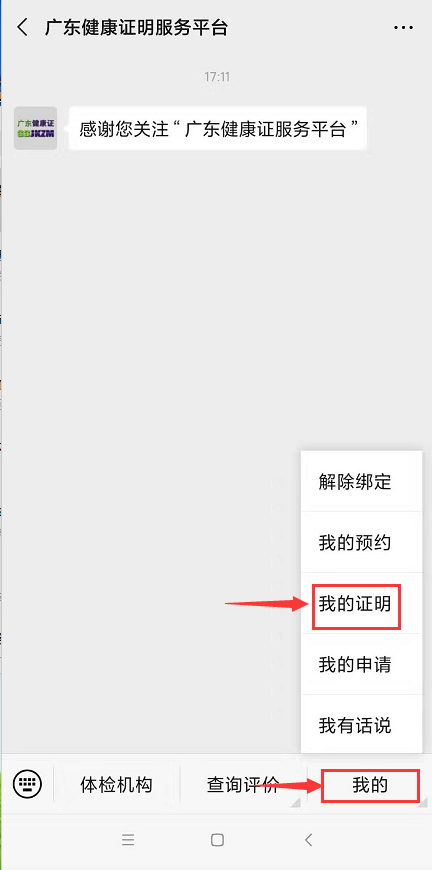 广东健康证明服务平台
17:11
广东健康证
GDJKZM
感谢您关注“广东健康证服务平台”
解除绑定
我的预约
我的证明
我的申请
我有话说
体检机构
查询评价
我的